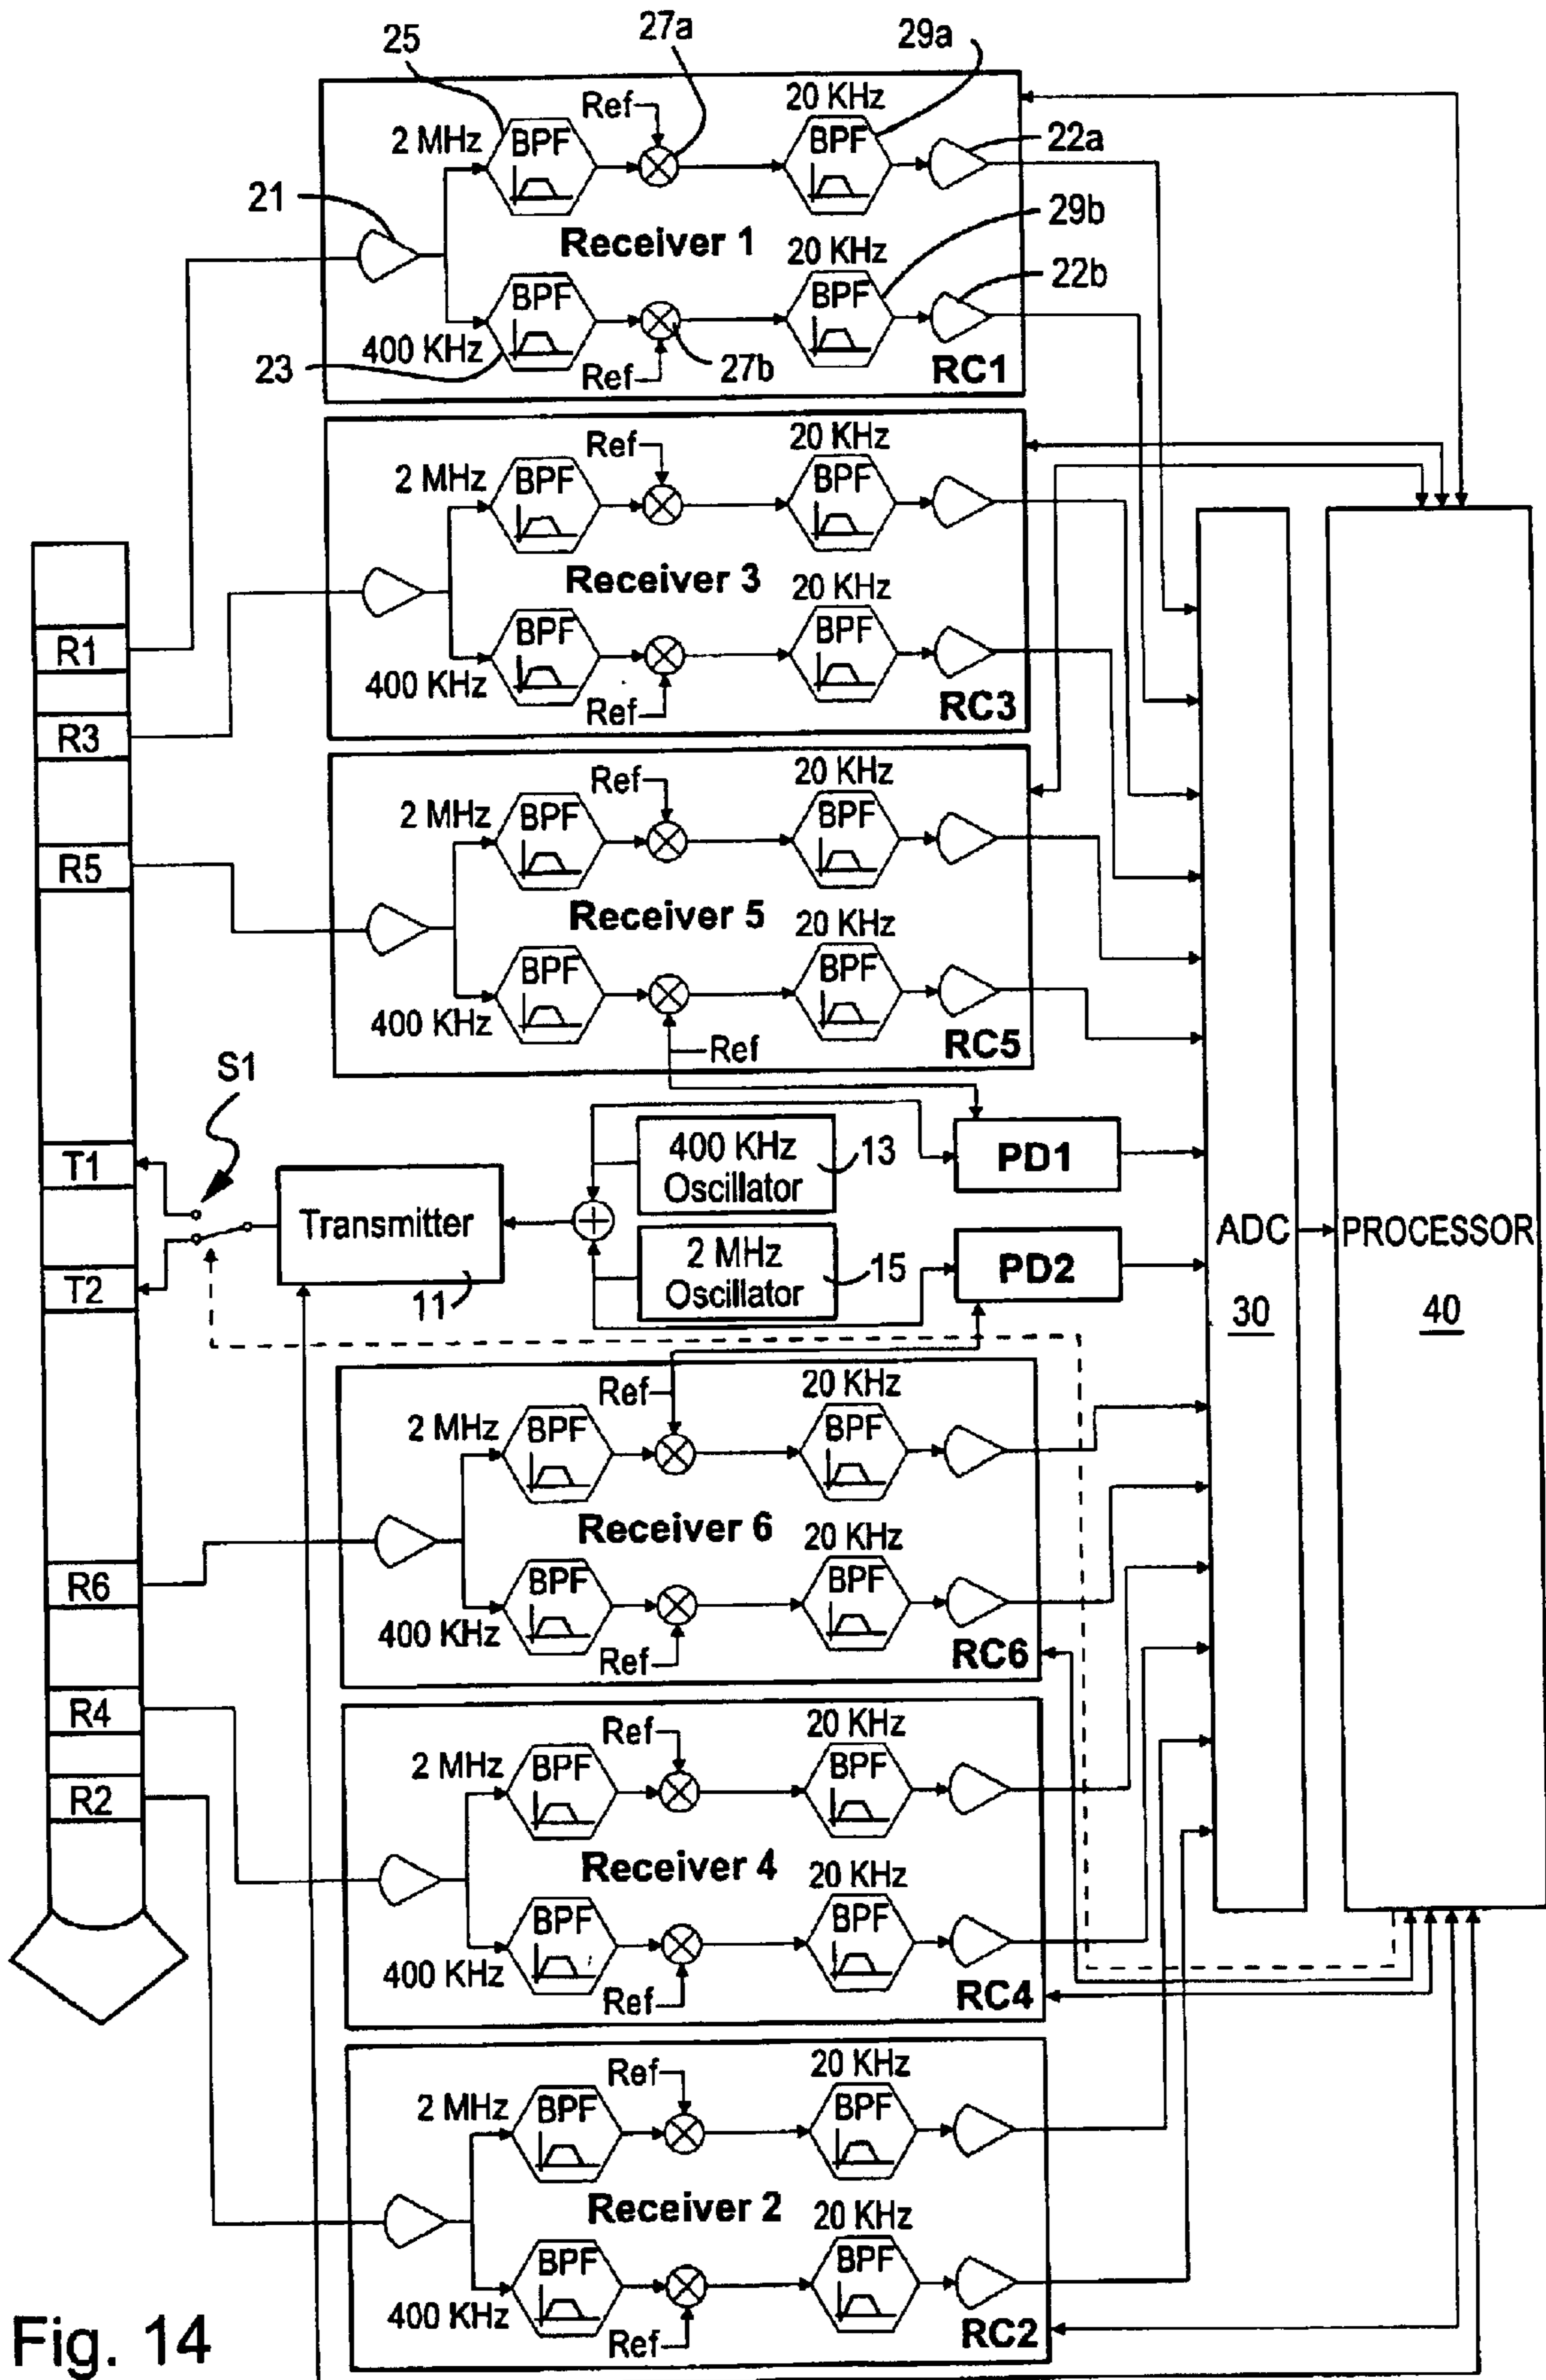 25
27a
29a
Ref
20 KHz
2 MHz
BPF
BPF
22a
21
29b
Receiver 1
20 KHz
22b
BPF
BPF
400 KHz
23
Ref
27b
RC1
Ref
20 KHz
2 MHz
BPF
BPF
Receiver 3
20 KHz
BPF
BPF
400 KHz
Ref
RC3
R1
R3
R5
Ref
20 KHz
2 MHz
BPF
BPF
Receiver 5
20 KHz
BPF
BPF
400 KHz
Ref
RC5
S1
T1
T2
Transmitter
11
400 KHz
Oscillator
13
2 MHz
Oscillator
15
PD1
PD2
ADC
30
PROCESSOR
40
Ref
20 KHz
2 MHz
BPF
BPF
Receiver 6
20 KHz
BPF
BPF
400 KHz
Ref
RC6
R6
R4
R2
Ref
20 KHz
2 MHz
BPF
BPF
Receiver 4
20 KHz
BPF
BPF
400 KHz
Ref
RC4
Ref
20 KHz
2 MHz
BPF
BPF
Receiver 2
20 KHz
BPF
BPF
400 KHz
Ref
RC2
Fig. 14